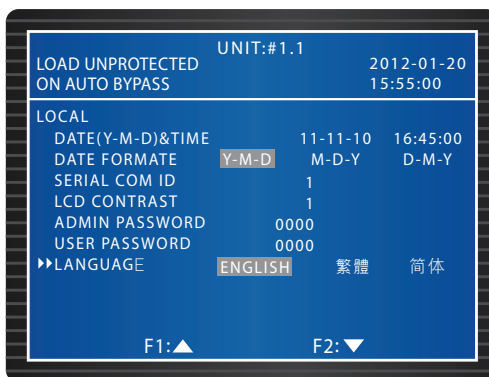 UNIT:#1.1
LOAD UNPROTECTED 2012-01-20
ON AUTO BYPASS 15:55:00
LOCAL
DATE(Y-M-D)&TIME 11-11-10 16:45:00
DATE FORMATE Y-M-D M-D-Y D-M-Y
SERIAL COM ID 1
LCD CONTRAST 1
ADMIN PASSWORD 0000
USER PASSWORD 0000
LANGUAGE ENGLISH 繁體 简体
F1: F2: